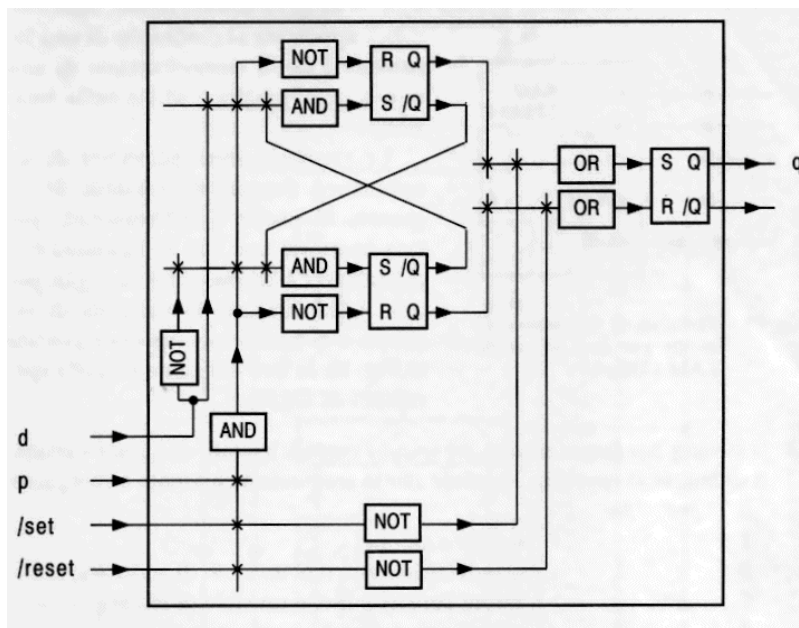 NOT R Q
AND S /Q
OR S Q q
OR R /Q
AND S /Q
NOT R Q
NOT
d
AND
p
/set NOT
/reset NOT